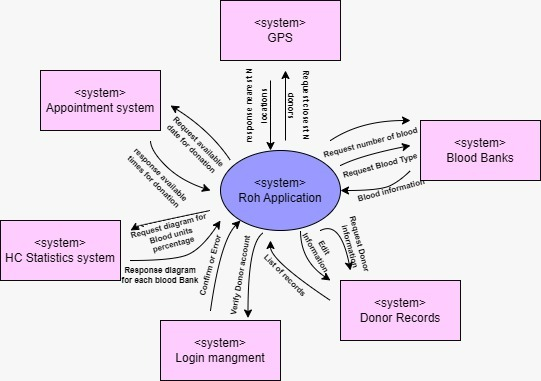 <system>
GPS
<system>
Appointment system
response nearest N
locations
Request closet N
donors
Request available
date for donation
response available
times for donation
Request number of blood
Request Blood Type
Blood information
<system>
Blood Banks
<system>
Roh Application
<system>
HC Statistics system
Request diagram for
Blood units
percentage
Response diagram
for each blood Bank
Confirm or Error
Verify Donor account
List of records
Edit
Information
Request Donor
information
<system>
Donor Records
<system>
Login mangment